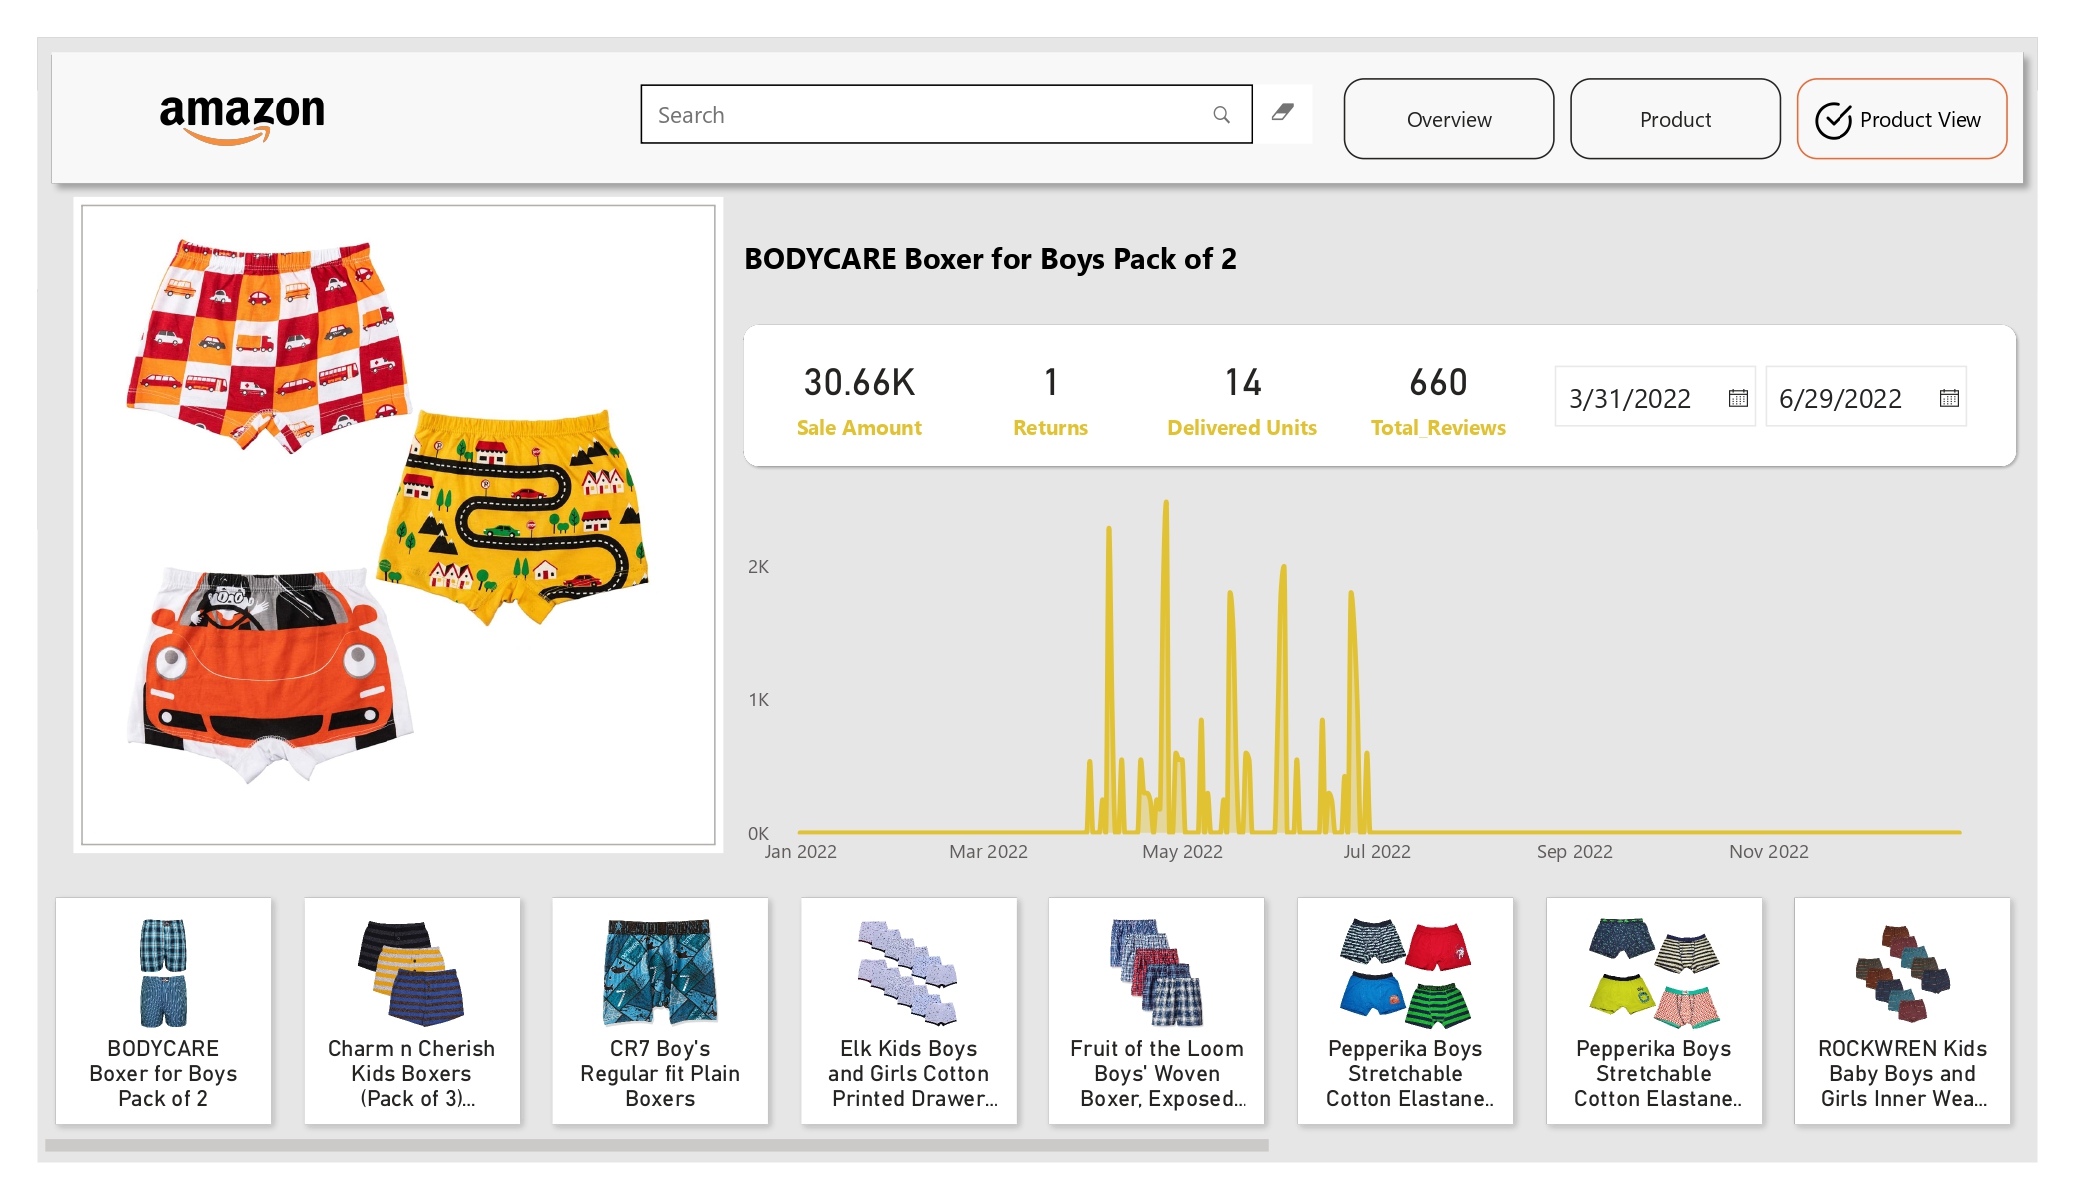 amazon
Search
Overview
Product
Product View
BODYCARE Boxer for Boys Pack of 2
30.66K
Sale Amount
1
Returns
14
Delivered Units
660
Total_Reviews
3/31/2022
6/29/2022
2K
1K
0K
Jan 2022
Mar 2022
May 2022
Jul 2022
Sep 2022
Nov 2022
BODYCARE
Boxer for Boys
Pack of 2
Charm n Cherish
Kids Boxers
(Pack of 3)...
CR7 Boy's
Regular fit Plain
Boxers
Elk Kids Boys
and Girls Cotton
Printed Drawer...
Fruit of the Loom
Boys' Woven
Boxer, Exposed...
Pepperika Boys
Stretchable
Cotton Elastane..
Pepperika Boys
Stretchable
Cotton Elastane..
ROCKWREN Kids
Baby Boys and
Girls Inner Wea...